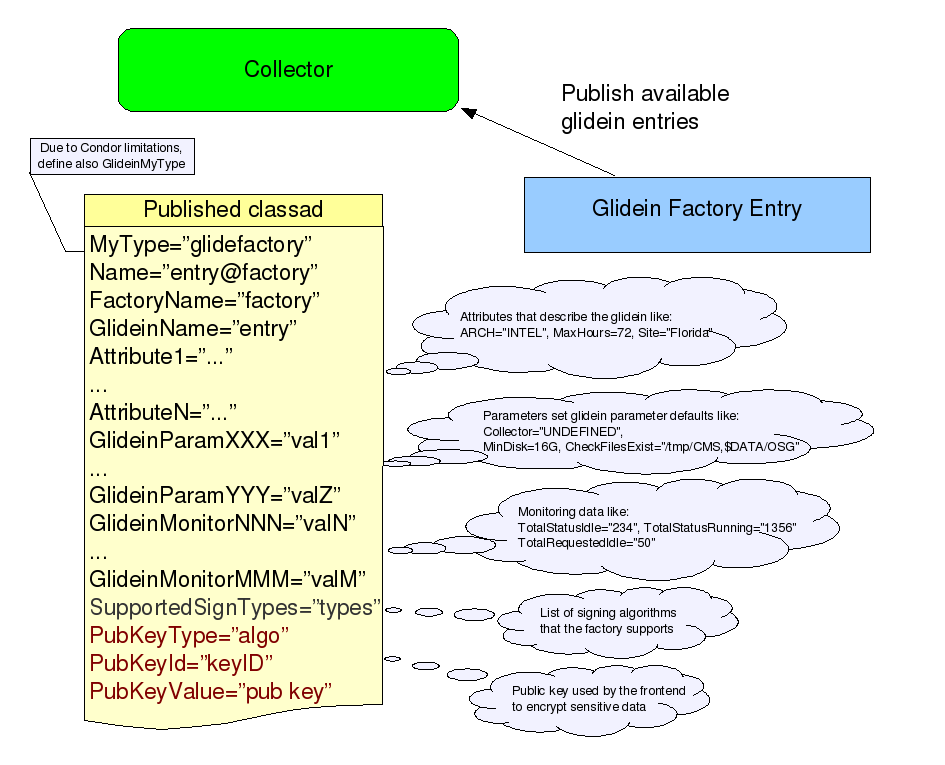 Collector
Publish available
glidein entries
Due to Condor limitations,
define also GlideinMyType
Glidein Factory Entry
Published classad
MyType=”glidefactory”
Name=”entry@factory”
FactoryName=”factory”
GlideinName=”entry”
Attribute1=”...”
...
AttributeN=”...”
GlideinParamXXX=”val1”
...
GlideinParamYYY=”valZ”
GlideinMonitorNNN=”valN”
...
GlideinMonitorMMM=”valM”
SupportedSignTypes=”types”
PubKeyType=”algo”
PubKeyId=”keyID”
PubKeyValue=”pub key”
Attributes that describe the glidein like:
ARCH="INTEL", MaxHours=72, Site="Florida"
Parameters set glidein parameter defaults like:
Collector="UNDEFINED",
MinDisk=16G, CheckFilesExist="/tmp/CMS,$DATA/OSG"
Monitoring data like:
TotalStatusIdle="234", TotalStatusRunning="1356"
TotalRequestedIdle="50"
List of signing algorithms
that the factory supports
Public key used by the frontend
to encrypt sensitive data